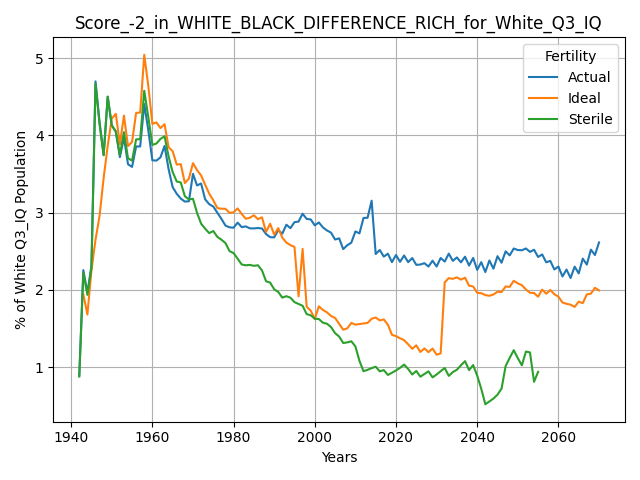 Score_-2_in_WHITE_BLACK_DIFFERENCE_RICH_for_White_Q3_IQ
% of White Q3_IQ Population
5
4
3
2
1
Fertility
Actual
Ideal
Sterile
1940 1960 1980 2000 2020 2040 2060
Years